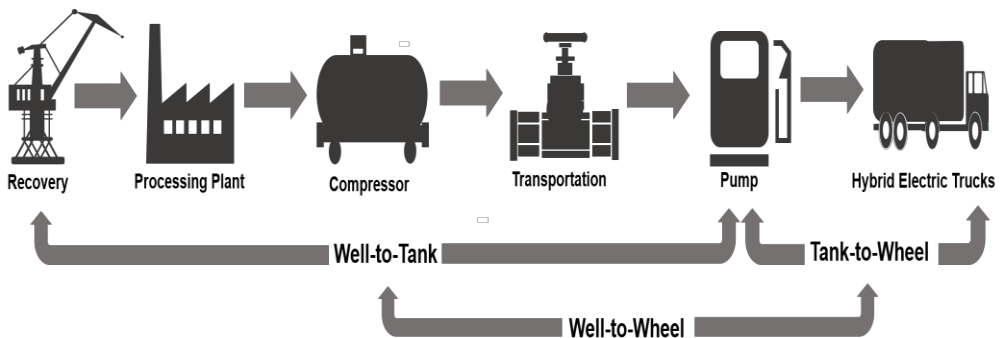 Recovery
Processing Plant
Compressor
Transportation
Pump
Hybrid Electric Trucks
Well-to-Tank
Tank-to-Wheel
Well-to-Wheel